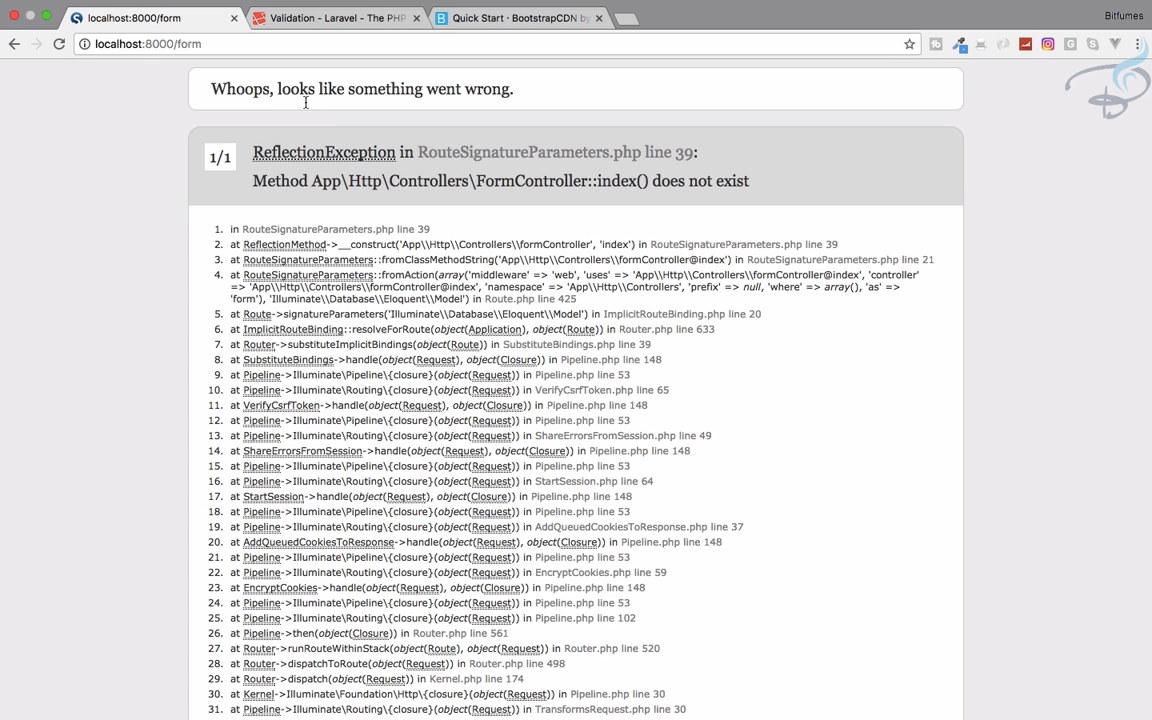 localhost:8000/form
Validation - Laravel - The PHP
Quick Start · BootstrapCDN by
Bitfumes
localhost:8000/form
Whoops, looks like something went wrong.
1/1
ReflectionException in RouteSignatureParameters.php line 39:
Method App\Http\Controllers\FormController::index() does not exist
1. in RouteSignatureParameters.php line 39
2. at ReflectionMethod->__construct('App\\Http\\Controllers\\formController', 'index') in RouteSignatureParameters.php line 39
3. at RouteSignatureParameters::fromClassMethodString('App\\Http\\Controllers\\formController@index') in RouteSignatureParameters.php line 21
4. at RouteSignatureParameters::fromAction(array('middleware' => 'web', 'uses' => 'App\\Http\\Controllers\\formController@index', 'controller'
=> 'App\\Http\\Controllers\\formController@index', 'namespace' => 'App\\Http\\Controllers', 'prefix' => null, 'where' => array(), 'as' =>
'form'), 'Illuminate\\Database\\Eloquent\\Model') in Route.php line 425
5. at Route->signatureParameters('Illuminate\\Database\\Eloquent\\Model') in ImplicitRouteBinding.php line 20
6. at ImplicitRouteBinding::resolveForRoute(object(Application), object(Route)) in Router.php line 633
7. at Router->substituteImplicitBindings(object(Route)) in SubstituteBindings.php line 39
8. at SubstituteBindings->handle(object(Request), object(Closure)) in Pipeline.php line 148
9. at Pipeline->Illuminate\Pipeline\{closure}(object(Request)) in Pipeline.php line 53
10. at Pipeline->Illuminate\Routing\{closure}(object(Request)) in VerifyCsrfToken.php line 65
11. at VerifyCsrfToken->handle(object(Request), object(Closure)) in Pipeline.php line 148
12. at Pipeline->Illuminate\Pipeline\{closure}(object(Request)) in Pipeline.php line 53
13. at Pipeline->Illuminate\Routing\{closure}(object(Request)) in ShareErrorsFromSession.php line 49
14. at ShareErrorsFromSession->handle(object(Request), object(Closure)) in Pipeline.php line 148
15. at Pipeline->Illuminate\Pipeline\{closure}(object(Request)) in Pipeline.php line 53
16. at Pipeline->Illuminate\Routing\{closure}(object(Request)) in StartSession.php line 64
17. at StartSession->handle(object(Request), object(Closure)) in Pipeline.php line 148
18. at Pipeline->Illuminate\Pipeline\{closure}(object(Request)) in Pipeline.php line 53
19. at Pipeline->Illuminate\Routing\{closure}(object(Request)) in AddQueuedCookiesToResponse.php line 37
20. at AddQueuedCookiesToResponse->handle(object(Request), object(Closure)) in Pipeline.php line 148
21. at Pipeline->Illuminate\Pipeline\{closure}(object(Request)) in Pipeline.php line 53
22. at Pipeline->Illuminate\Routing\{closure}(object(Request)) in EncryptCookies.php line 59
23. at EncryptCookies->handle(object(Request), object(Closure)) in Pipeline.php line 148
24. at Pipeline->Illuminate\Pipeline\{closure}(object(Request)) in Pipeline.php line 53
25. at Pipeline->Illuminate\Routing\{closure}(object(Request)) in Pipeline.php line 102
26. at Pipeline->then(object(Closure)) in Router.php line 561
27. at Router->runRouteWithinStack(object(Route), object(Request)) in Router.php line 520
28. at Router->dispatchToRoute(object(Request)) in Router.php line 498
29. at Router->dispatch(object(Request)) in Kernel.php line 174
30. at Kernel->Illuminate\Foundation\Http\{closure}(object(Request)) in Pipeline.php line 30
31. at Pipeline->Illuminate\Routing\{closure}(object(Request)) in TransformsRequest.php line 30